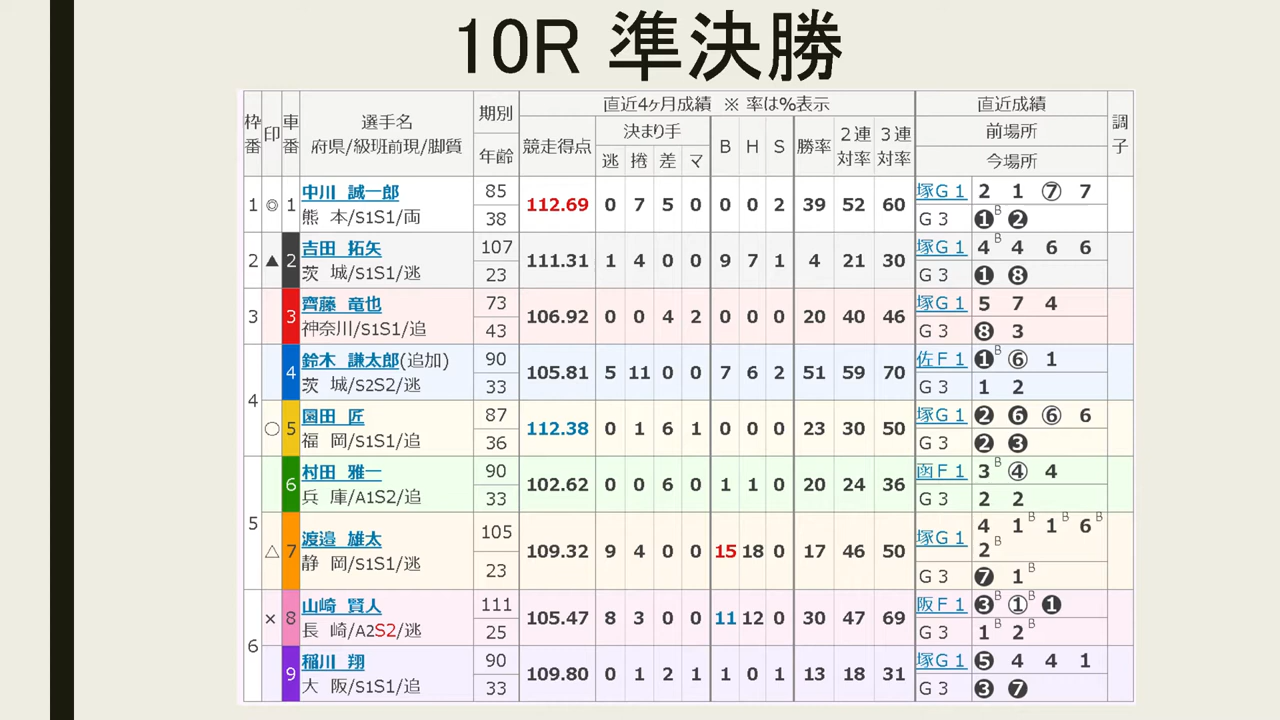 10R 準決勝
枠番 印 車番 選手名 府県/級班前現/脚質 期別 年齢 直近4ヶ月成績 ※ 率は%表示 直近成績 調子
競走得点 決まり手 B H S 勝率 2連対率 3連対率 前場所
逃 捲 差 マ 今場所
1 ◎ 1 中川 誠一郎 85 112.69 0 7 5 0 0 0 2 39 52 60 塚G1 2 1 ⑦ 7
熊 本/S1S1/両 38 G3 ❶B ❷
2 ▲ 2 吉田 拓矢 107 111.31 1 4 0 0 9 7 1 4 21 30 塚G1 4B 4 6 6
茨 城/S1S1/逃 23 G3 ❶ ❽
3 3 齊藤 竜也 73 106.92 0 0 4 2 0 0 0 20 40 46 塚G1 5 7 4
神奈川/S1S1/追 43 G3 ❽ 3
4 4 鈴木 謙太郎(追加) 90 105.81 5 11 0 0 7 6 2 51 59 70 佐F1 ❶B ⑥ 1
茨 城/S2S2/逃 33 G3 1 2
○ 5 園田 匠 87 112.38 0 1 6 1 0 0 0 23 30 50 塚G1 ❷ ❻ ⑥ 6
福 岡/S1S1/追 36 G3 ❷ ❸
5 6 村田 雅一 90 102.62 0 0 6 0 1 1 0 20 24 36 函F1 3B ④ 4
兵 庫/A1S2/追 33 G3 2 2
△ 7 渡邉 雄太 105 109.32 9 4 0 0 15 18 0 17 46 50 塚G1 4 1B 1B 6B
2B
静 岡/S1S1/逃 23 G3 ❼ 1B
6 × 8 山崎 賢人 111 105.47 8 3 0 0 11 12 0 30 47 69 阪F1 ❸B ①B ❶
長 崎/A2S2/逃 25 G3 1B 2B
9 稲川 翔 90 109.80 0 1 2 1 1 0 1 13 18 31 塚G1 ❺ 4 4 1
大 阪/S1S1/追 33 G3 ❸ ❼